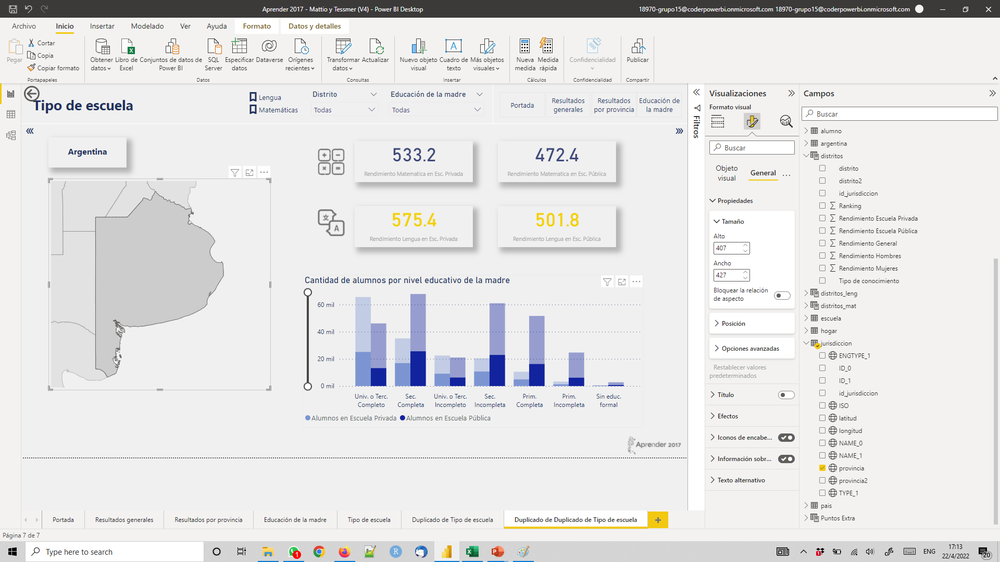 Aprender 2017 - Mattio y Tessmer (V4) - Power BI Desktop
18970-grupo15@coderpowerbi.onmicrosoft.com 18970-grupo15@coderpowerbi.onmicrosoft.com
Archivo Inicio Insertar Modelado Ver Ayuda Formato Datos y detalles
Pegar
Cortar
Copia
Copiar formato
Portapapeles
Obtener datos
Libro de Excel
Conjuntos de datos de Power BI
SQL Server
Especificar datos
Dataverse
Orígenes recientes
Datos
Transformar datos
Actualizar
Consultas
Nuevo objeto visual
Cuadro de texto
Más objetos visuales
Insertar
Nueva medida
Medida rápida
Cálculos
Confidencialidad
Confidencialidad
Publicar
Compartir
Tipo de escuela
Lengua
Matemáticas
Distrito
Todas
Educación de la madre
Todas
Portada
Resultados generales
Resultados por provincia
Educación de la madre
Argentina
533.2
Rendimiento Matematica en Esc. Privada
472.4
Rendimiento Matematica en Esc. Pública
575.4
Rendimiento Lengua en Esc. Privada
501.8
Rendimiento Lengua en Esc. Pública
Cantidad de alumnos por nivel educativo de la madre
60 mil
40 mil
20 mil
0 mil
Univ. o Terc. Completo
Sec. Completa
Univ. o Terc. Incompleto
Sec. Incompleta
Prim. Completa
Prim. Incompleta
Sin educ. formal
Alumnos en Escuela Privada Alumnos en Escuela Pública
Aprender 2017
Filtros
Visualizaciones
Formato visual
Buscar
Objeto visual
General
...
Propiedades
Tamaño
Alto
407
Ancho
427
Bloquear la relación de aspecto
Posición
Opciones avanzadas
Restablecer valores predeterminados
Título
Efectos
Iconos de encabe...
Información sobr...
Texto alternativo
Campos
Buscar
alumno
argentina
distritos
distrito
distrito2
id_jurisdiccion
Ranking
Rendimiento Escuela Privada
Rendimiento Escuela Pública
Rendimiento General
Rendimiento Hombres
Rendimiento Mujeres
Tipo de conocimiento
distritos_leng
distritos_mat
escuela
hogar
jurisdiccion
ENGTYPE_1
ID_0
ID_1
id_jurisdiccion
ISO
latitud
longitud
NAME_0
NAME_1
provincia
provincia2
TYPE_1
pais
Puntos Extra
Portada
Resultados generales
Resultados por provincia
Educación de la madre
Tipo de escuela
Duplicado de Tipo de escuela
Duplicado de Duplicado de Tipo de escuela
Página 7 de 7
Type here to search
1
R
1
ENG
17:13
22/4/2022
20